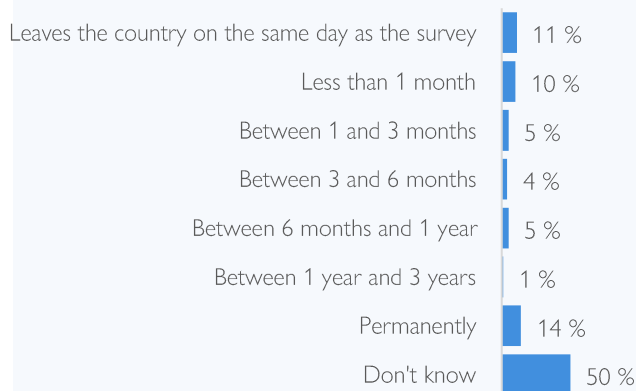 Leaves the country on the same day as the survey 11 %
Less than 1 month 10 %
Between 1 and 3 months 5 %
Between 3 and 6 months 4 %
Between 6 months and 1 year 5 %
Between 1 year and 3 years 1 %
Permanently 14 %
Don't know 50 %